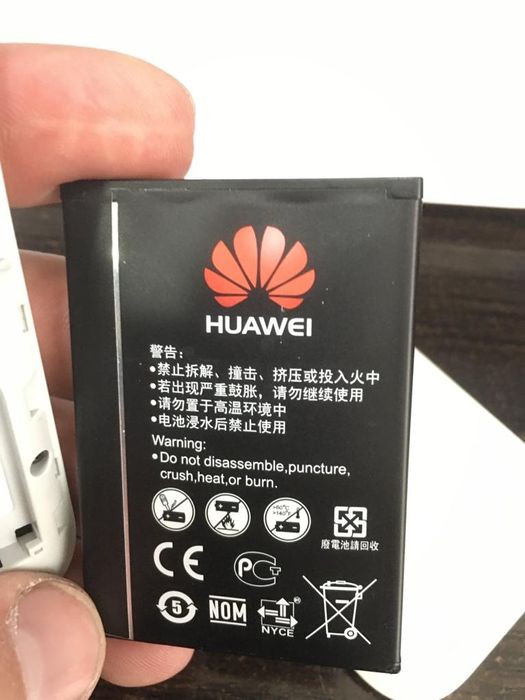 HUAWEI
警告:
•禁止拆解、撞击、挤压或投入火中
•若出现严重鼓胀，请勿继续使用
•请勿置于高温环境中
•电池浸水后禁止使用
Warning:
•Do not disassemble,puncture,
crush,heat,or burn.
>60°C
>140°F
廢電池請回收
CE
PCT
5
NOM
NYCE